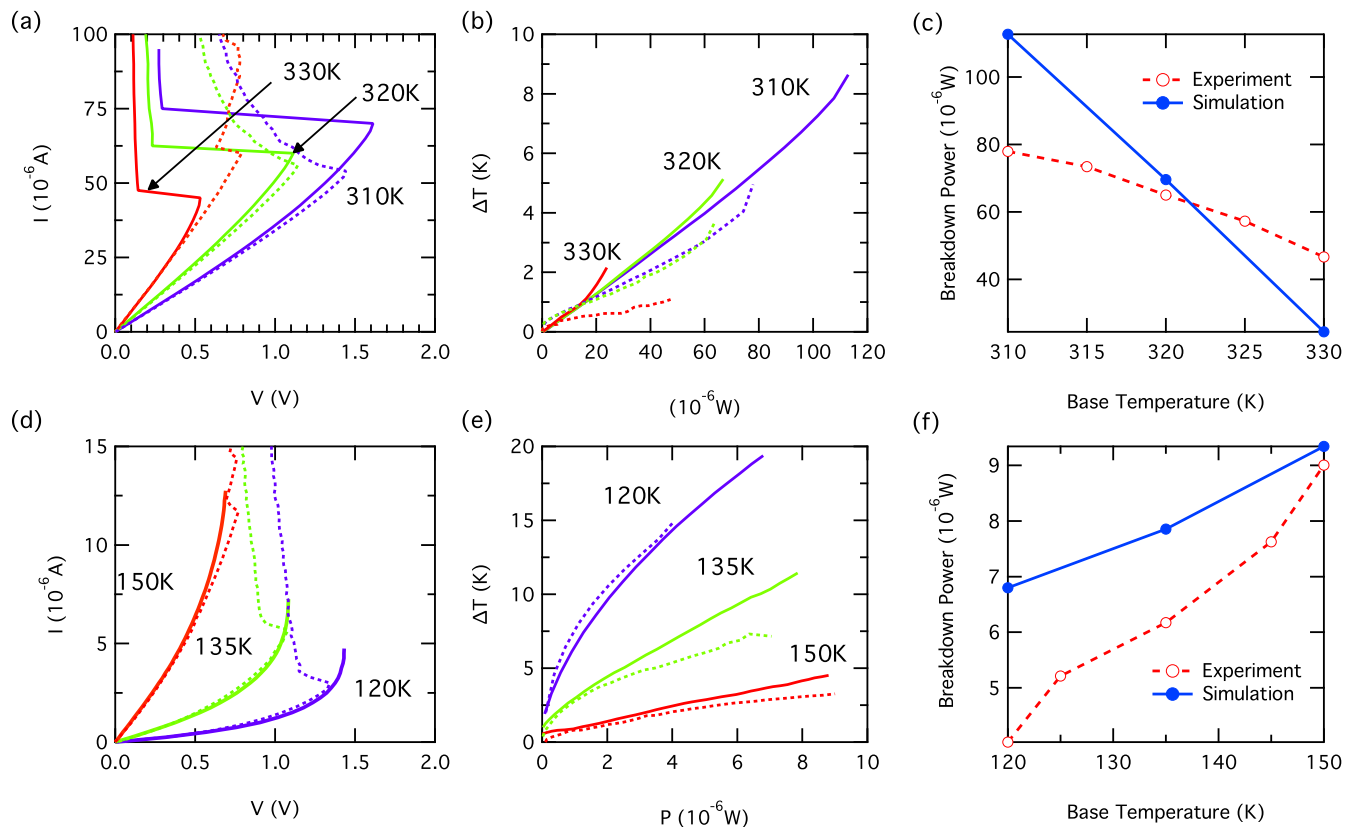 (a)
100
75
50
25
0
I (10⁻⁶A)
330K
320K
310K
0.0 0.5 1.0 1.5 2.0
V (V)
(b)
10
8
6
4
2
0
ΔT (K)
310K
320K
330K
0 20 40 60 80 100 120
(10⁻⁶W)
(c)
100
80
60
40
Breakdown Power (10⁻⁶W)
Experiment
Simulation
310 315 320 325 330
Base Temperature (K)
(d)
15
10
5
0
I (10⁻⁶A)
150K
135K
120K
0.0 0.5 1.0 1.5 2.0
V (V)
(e)
20
15
10
5
0
ΔT (K)
120K
135K
150K
0 2 4 6 8 10
P (10⁻⁶W)
(f)
9
8
7
6
5
Breakdown Power (10⁻⁶W)
Experiment
Simulation
120 130 140 150
Base Temperature (K)